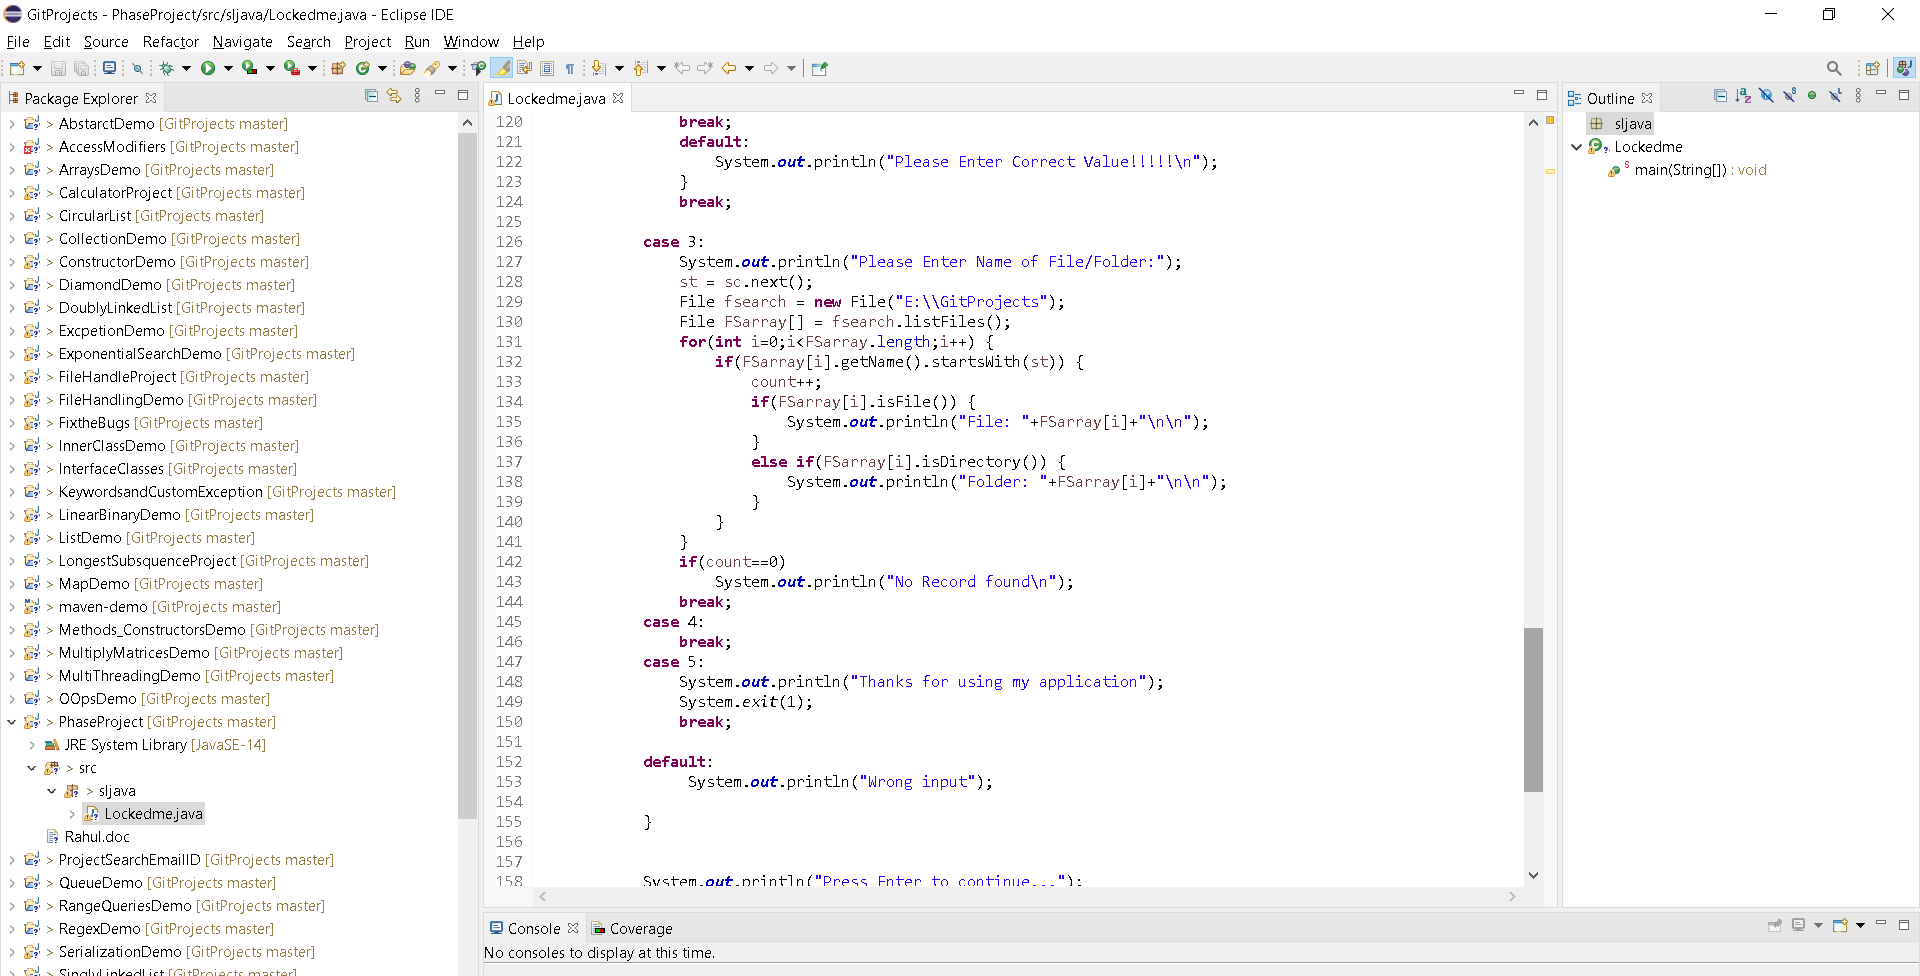 GitProjects - PhaseProject/src/sljava/Lockedme.java - Eclipse IDE
File Edit Source Refactor Navigate Search Project Run Window Help
Package Explorer
> AbstarctDemo [GitProjects master]
> AccessModifiers [GitProjects master]
> ArraysDemo [GitProjects master]
> CalculatorProject [GitProjects master]
> CircularList [GitProjects master]
> CollectionDemo [GitProjects master]
> ConstructorDemo [GitProjects master]
> DiamondDemo [GitProjects master]
> DoublyLinkedList [GitProjects master]
> ExcpetionDemo [GitProjects master]
> ExponentialSearchDemo [GitProjects master]
> FileHandleProject [GitProjects master]
> FileHandlingDemo [GitProjects master]
> FixtheBugs [GitProjects master]
> InnerClassDemo [GitProjects master]
> InterfaceClasses [GitProjects master]
> KeywordsandCustomException [GitProjects master]
> LinearBinaryDemo [GitProjects master]
> ListDemo [GitProjects master]
> LongestSubsquenceProject [GitProjects master]
> MapDemo [GitProjects master]
> maven-demo [GitProjects master]
> Methods_ConstructorsDemo [GitProjects master]
> MultiplyMatricesDemo [GitProjects master]
> MultiThreadingDemo [GitProjects master]
> OOpsDemo [GitProjects master]
> PhaseProject [GitProjects master]
JRE System Library [JavaSE-14]
> src
> sljava
Lockedme.java
Rahul.doc
> ProjectSearchEmailID [GitProjects master]
> QueueDemo [GitProjects master]
> RangeQueriesDemo [GitProjects master]
> RegexDemo [GitProjects master]
> SerializationDemo [GitProjects master]
> SinglyLinkedList [GitProjects master]
Lockedme.java
120 break;
121 default:
122 System.out.println("Please Enter Correct Value!!!!!\n");
123 }
124 break;
125
126 case 3:
127 System.out.println("Please Enter Name of File/Folder:");
128 st = sc.next();
129 File fsearch = new File("E:\\GitProjects");
130 File FSarray[] = fsearch.listFiles();
131 for(int i=0;i<FSarray.length;i++) {
132 if(FSarray[i].getName().startsWith(st)) {
133 count++;
134 if(FSarray[i].isFile()) {
135 System.out.println("File: "+FSarray[i]+"\n\n");
136 }
137 else if(FSarray[i].isDirectory()) {
138 System.out.println("Folder: "+FSarray[i]+"\n\n");
139 }
140 }
141 }
142 if(count==0)
143 System.out.println("No Record found\n");
144 break;
145 case 4:
146 break;
147 case 5:
148 System.out.println("Thanks for using my application");
149 System.exit(1);
150 break;
151
152 default:
153 System.out.println("Wrong input");
154
155 }
156
157
158 System.out.println("Press Enter to continue...");
Outline
sljava
Lockedme
main(String[]) : void
Console
Coverage
No consoles to display at this time.